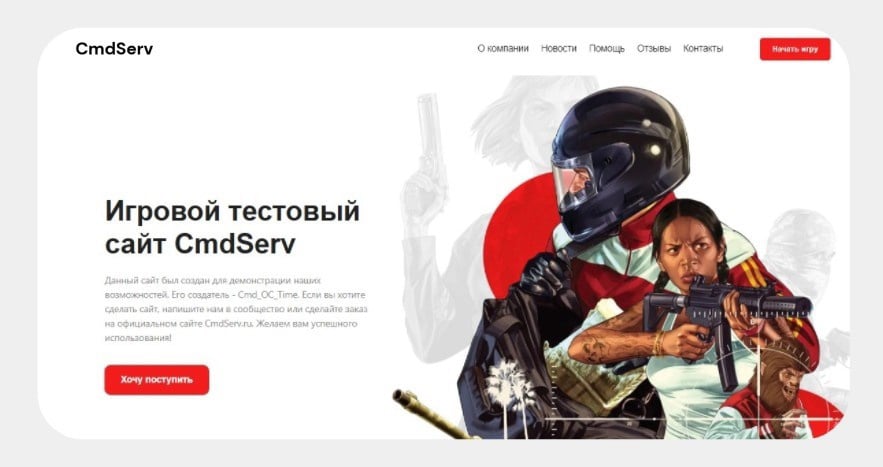 CmdServ
О компании Новости Помощь Отзывы Контакты
Начать игру
Игровой тестовый
сайт CmdServ
Данный сайт был создан для демонстрации наших
возможностей. Его создатель - Cmd_OC_Time. Если вы хотите
сделать сайт, напишите нам в сообщество или сделайте заказ
на официальном сайте CmdServ.ru. Желаем вам успешного
использования!
Хочу поступить